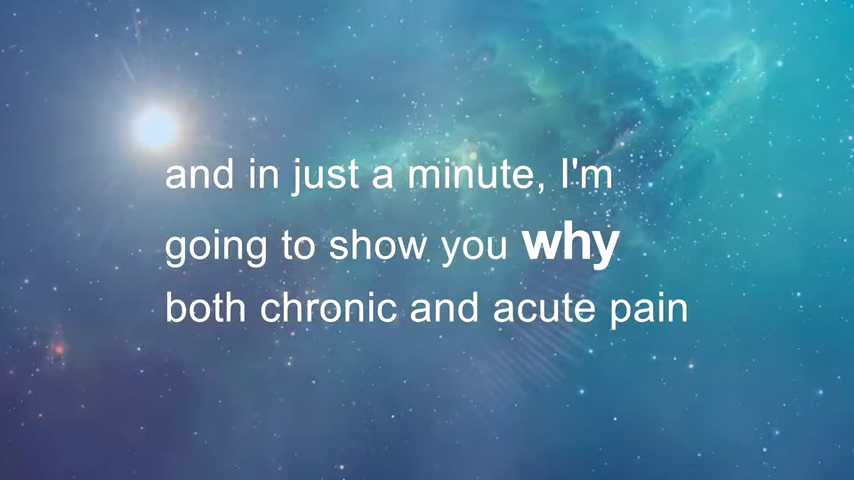 and in just a minute, I'm
going to show you why
both chronic and acute pain